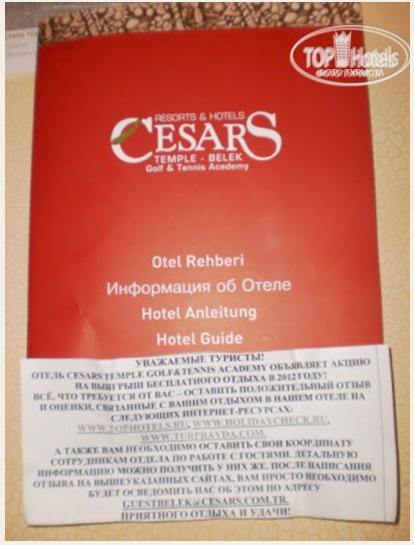 TOP Hotels
ФОТО ТУРИСТА
RESORTS & HOTELS
CESARS
TEMPLE - BELEK
Golf & Tennis Academy
Otel Rehberi
Информация об Отеле
Hotel Anleitung
Hotel Guide
УВАЖАЕМЫЕ ТУРИСТЫ!
ОТЕЛЬ CESARS TEMPLE GOLF&TENNIS ACADEMY ОБЪЯВЛЯЕТ АКЦИЮ
НА ВЫИГРЫШ БЕСПЛАТНОГО ОТДЫХА В 2012 ГОДУ!
ВСЁ, ЧТО ТРЕБУЕТСЯ ОТ ВАС – ОСТАВИТЬ ПОЛОЖИТЕЛЬНЫЙ ОТЗЫВ
И ОЦЕНКИ, СВЯЗАННЫЕ С ВАШИМ ОТДЫХОМ В НАШЕМ ОТЕЛЕ НА
СЛЕДУЮЩИХ ИНТЕРНЕТ-РЕСУРСАХ:
WWW.TOPHOTELS.RU, WWW.HOLIDAYCHECK.RU,
WWW.TURPRAVDA.COM.
А ТАКЖЕ ВАМ НЕОБХОДИМО ОСТАВИТЬ СВОИ КООРДИНАТЫ
СОТРУДНИКАМ ОТДЕЛА ПО РАБОТЕ С ГОСТЯМИ. ДЕТАЛЬНУЮ
ИНФОРМАЦИЮ МОЖНО ПОЛУЧИТЬ У НИХ ЖЕ. ПОСЛЕ НАПИСАНИЯ
ОТЗЫВА НА ВЫШЕУКАЗАННЫХ САЙТАХ, ВАМ ПРОСТО НЕОБХОДИМО
БУДЕТ ОСВЕДОМИТЬ НАС ОБ ЭТОМ ПО АДРЕСУ
GUESTBELEK@CESARS.COM.TR.
ПРИЯТНОГО ОТДЫХА И УДАЧИ!